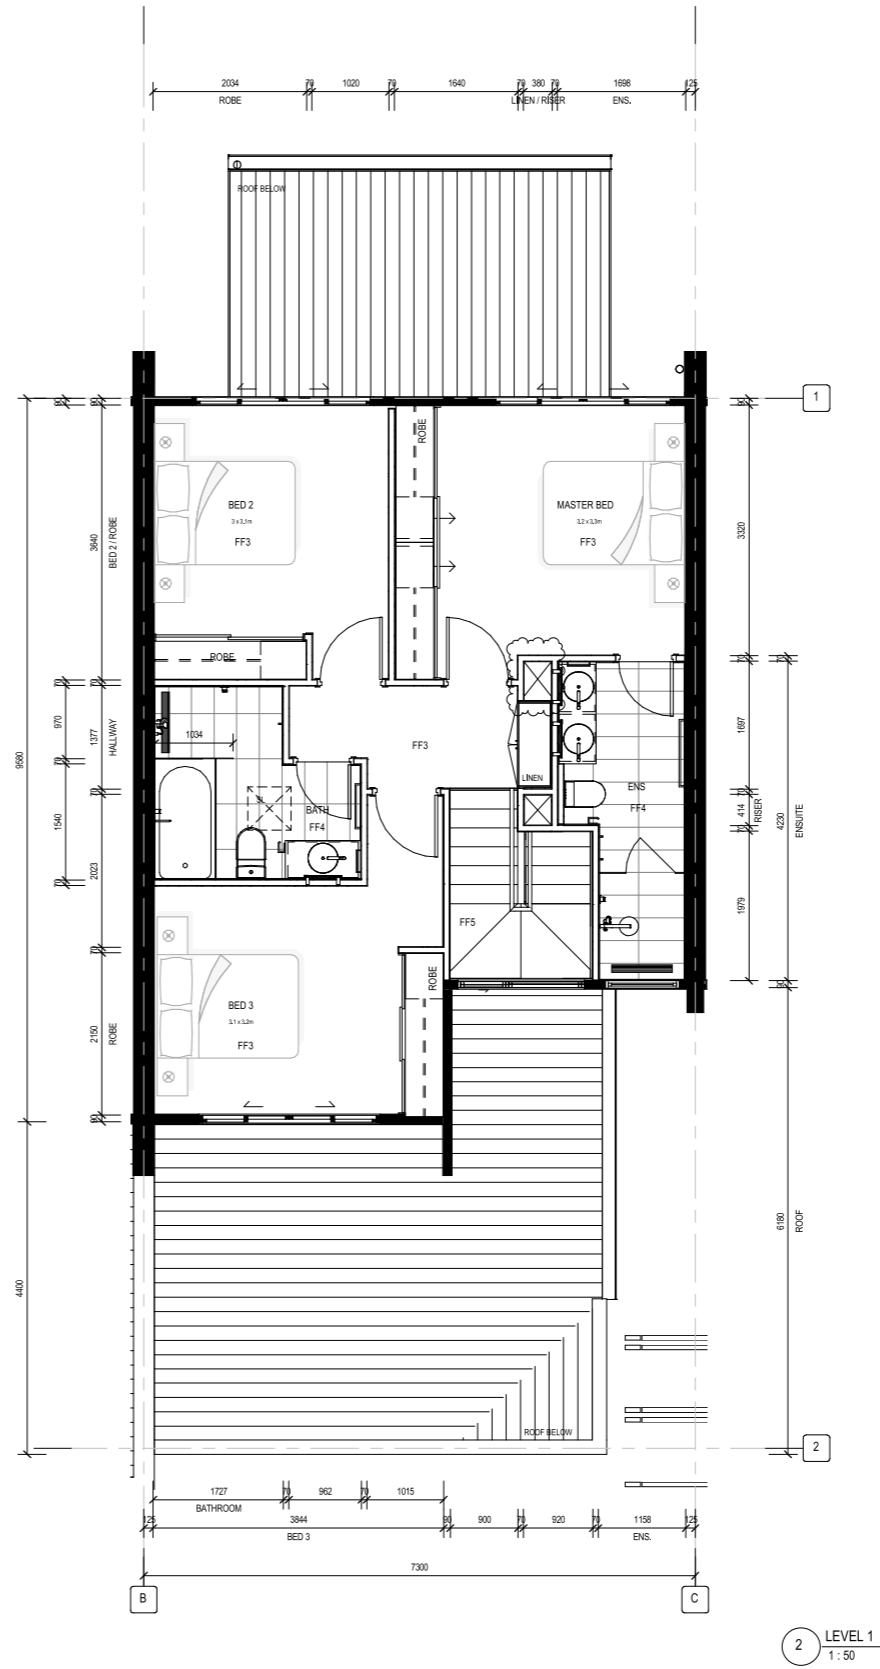 2034 70 1020 70 1640 70 380 70 1698 125
ROBE LINEN / RISER ENS.
ROOF BELOW
1
90 90 90
ROBE
BED 2
3 x 3,1m
FF3
MASTER BED
3,2 x 3,3m
FF3
3640
BED 2 / ROBE
3320
ROBE
70 70 70 70
970
1377
HALLWAY
1034
FF3
1697
9580
LINEN
ENS
FF4
70 70 70
BATH
FF4
414
RISER
4230
ENSUITE
70
1540
2023
70
FF5
1979
70
ROBE
90
BED 3
3,1 x 3,2m
FF3
2150
ROBE
90
6180
ROOF
4400
ROOF BELOW
2
1727 70 962 70 1015
BATHROOM
125 3844 90 900 70 920 70 1158 125
BED 3 ENS.
7300
B C
2 LEVEL 1
1 : 50